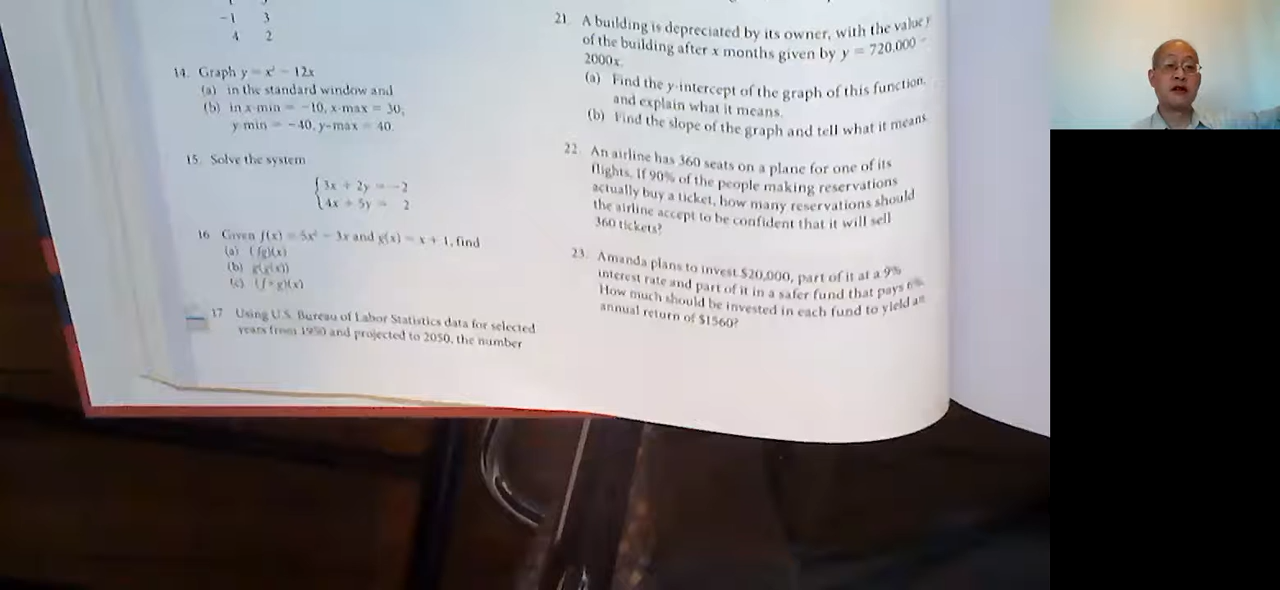 -1 3
4 2
14. Graph y = x² - 12x
(a) in the standard window and
(b) in x-min = -10, x-max = 30,
y-min = -40, y-max = 40.
15. Solve the system
3x + 2y = -2
4x + 5y = 2
16 Given f(x) = 5x² - 3x and g(x) = x + 1, find
(a) (fg)(x)
(b) g(g(x))
(c) (f∘g)(x)
17 Using U.S. Bureau of Labor Statistics data for selected
years from 1950 and projected to 2050, the number
21. A building is depreciated by its owner, with the value y
of the building after x months given by y = 720,000 -
2000x.
(a) Find the y-intercept of the graph of this function,
and explain what it means.
(b) Find the slope of the graph and tell what it means.
22. An airline has 360 seats on a plane for one of its
flights. If 90% of the people making reservations
actually buy a ticket, how many reservations should
the airline accept to be confident that it will sell
360 tickets?
23. Amanda plans to invest $20,000, part of it at a 9%
interest rate and part of it in a safer fund that pays 6%.
How much should be invested in each fund to yield an
annual return of $1560?